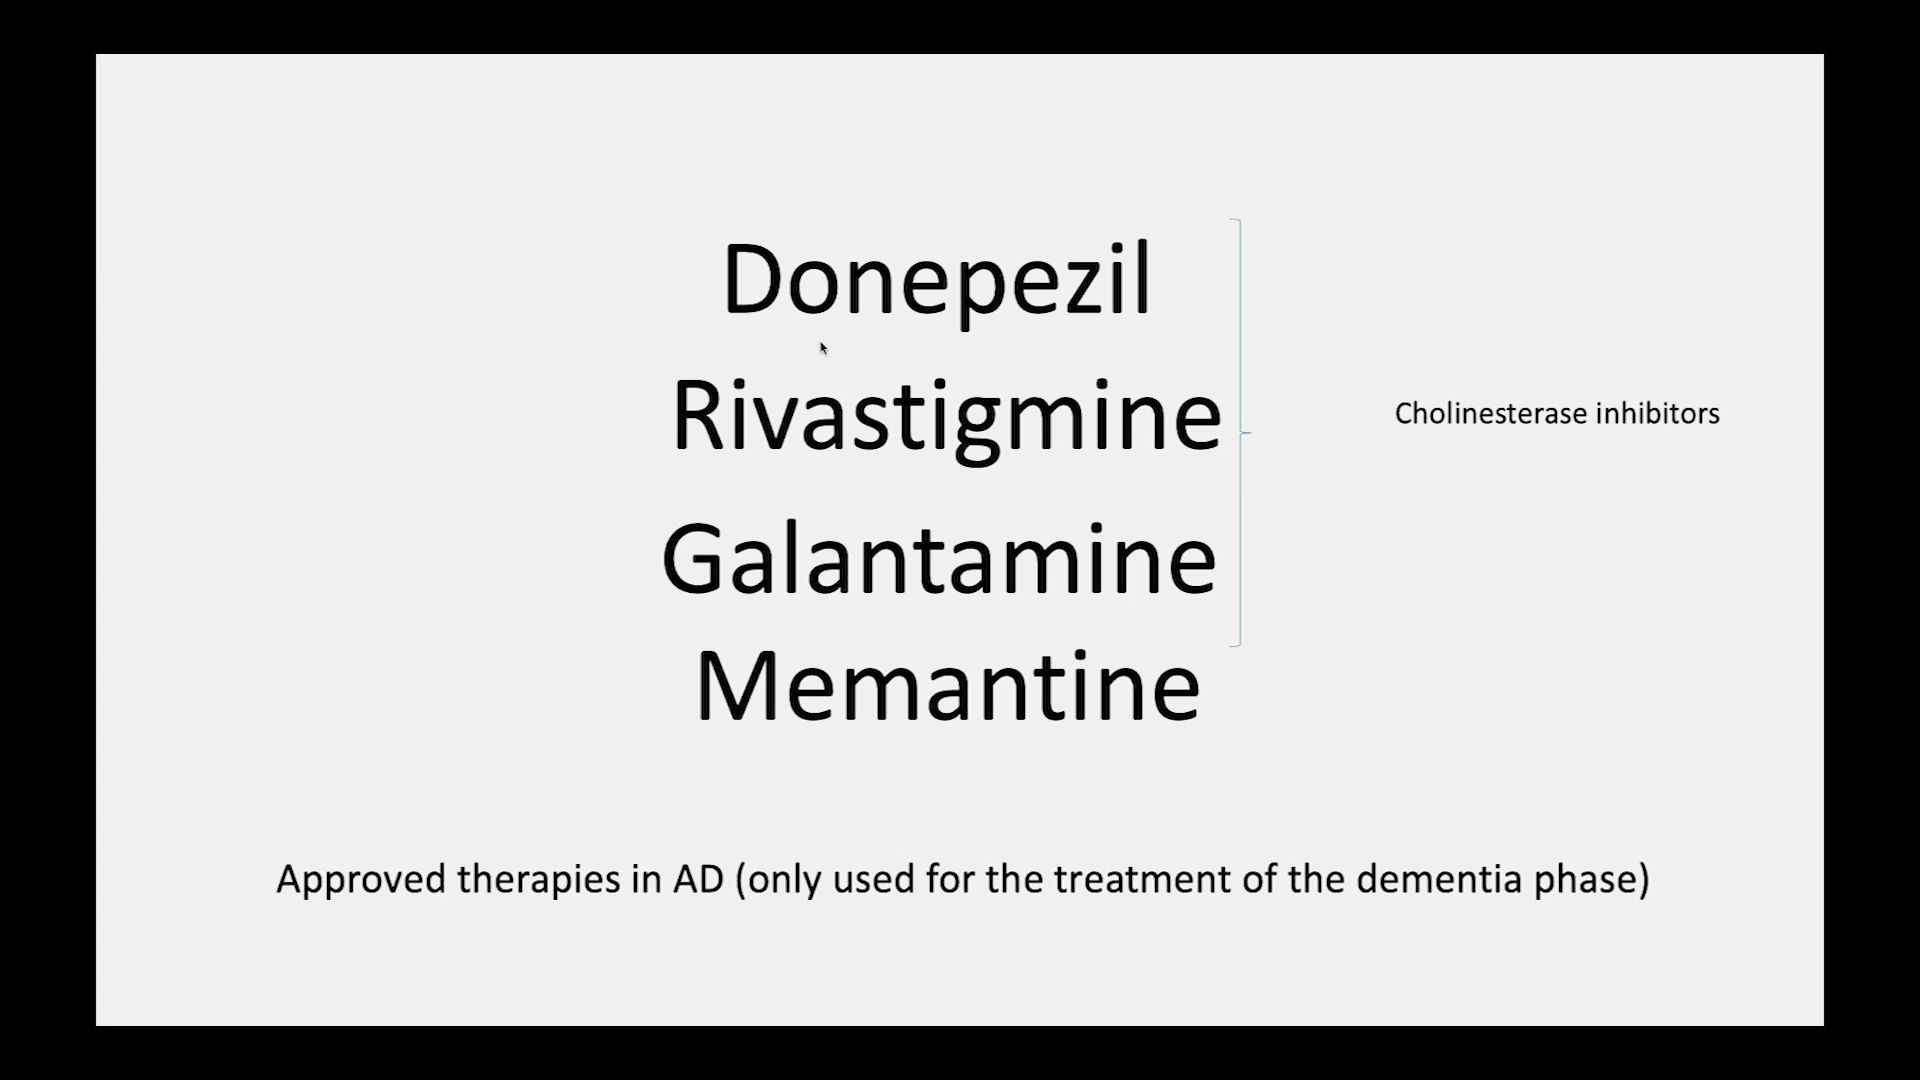 Donepezil
Rivastigmine
Cholinesterase inhibitors
Galantamine
Memantine
Approved therapies in AD (only used for the treatment of the dementia phase)